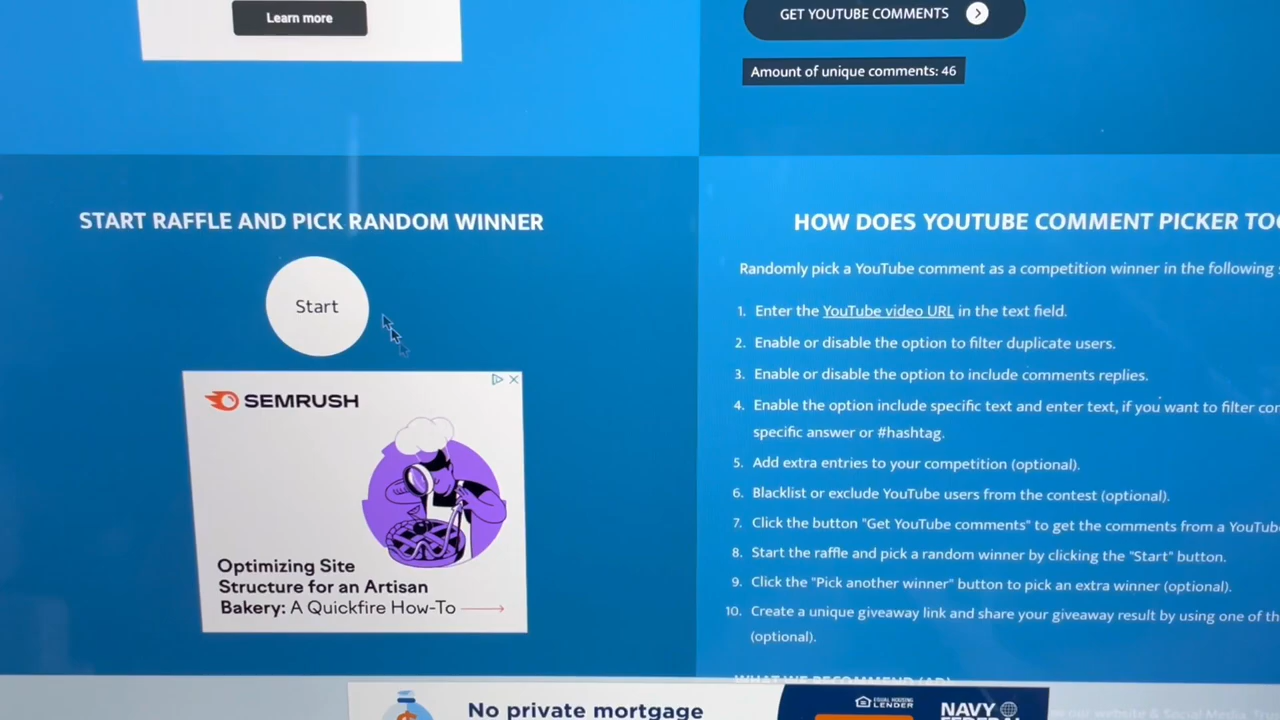 Learn more
GET YOUTUBE COMMENTS
Amount of unique comments: 46
START RAFFLE AND PICK RANDOM WINNER
Start
SEMRUSH
Optimizing Site
Structure for an Artisan
Bakery: A Quickfire How-To
HOW DOES YOUTUBE COMMENT PICKER
Randomly pick a YouTube comment as a competition winner in the following
1. Enter the YouTube video URL in the text field.
2. Enable or disable the option to filter duplicate users.
3. Enable or disable the option to include comments replies.
4. Enable the option include specific text and enter text, if you want to filter
specific answer or #hashtag.
5. Add extra entries to your competition (optional).
6. Blacklist or exclude YouTube users from the contest (optional).
7. Click the button "Get YouTube comments" to get the comments from a
8. Start the raffle and pick a random winner by clicking the "Start" button.
9. Click the "Pick another winner" button to pick an extra winner (optional).
10. Create a unique giveaway link and share your giveaway result by using one of
(optional).
WHAT WE RECOMMEND (AD)
No private mortgage
EQUAL HOUSING
LENDER
NAVY
FEDERAL